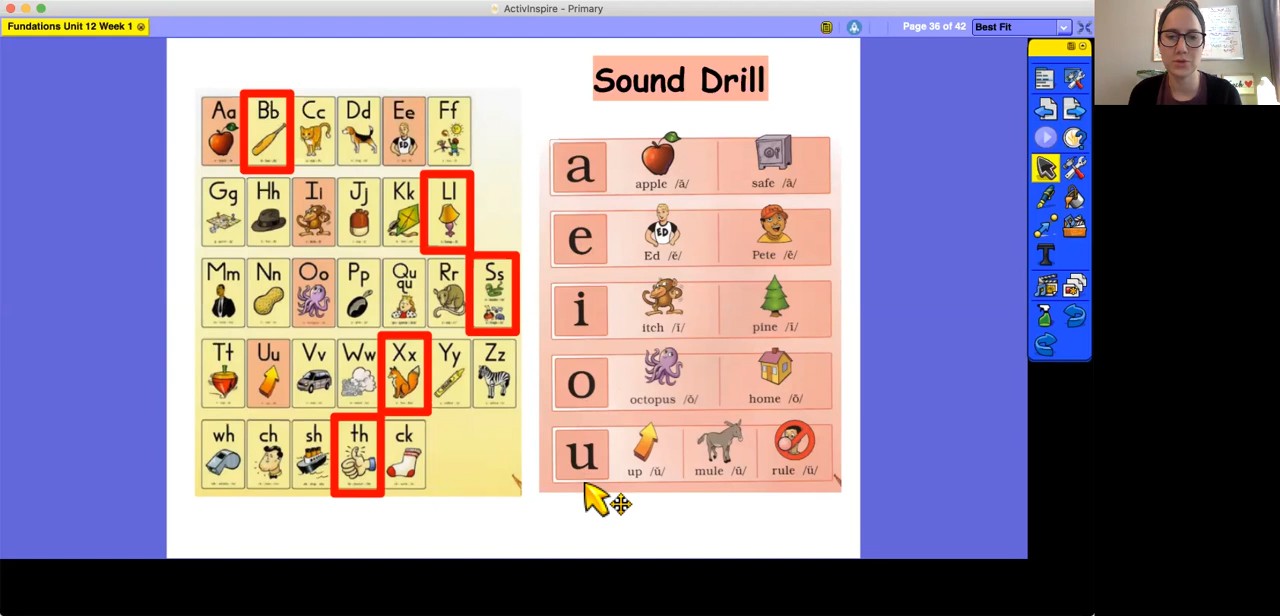 ActivInspire - Primary
Fundations Unit 12 Week 1
Page 36 of 42
Best Fit
Sound Drill
Aa Bb Cc Dd Ee Ff
Gg Hh Ii Jj Kk Ll
Mm Nn Oo Pp Qu qu Rr Ss
Tt Uu Vv Ww Xx Yy Zz
wh ch sh th ck
a
apple /ă/
safe /ā/
e
ED
Ed /ĕ/
Pete /ē/
i
itch /ĭ/
pine /ī/
o
octopus /ŏ/
home /ō/
u
up /ŭ/
mule /ū/
rule /ü/
T